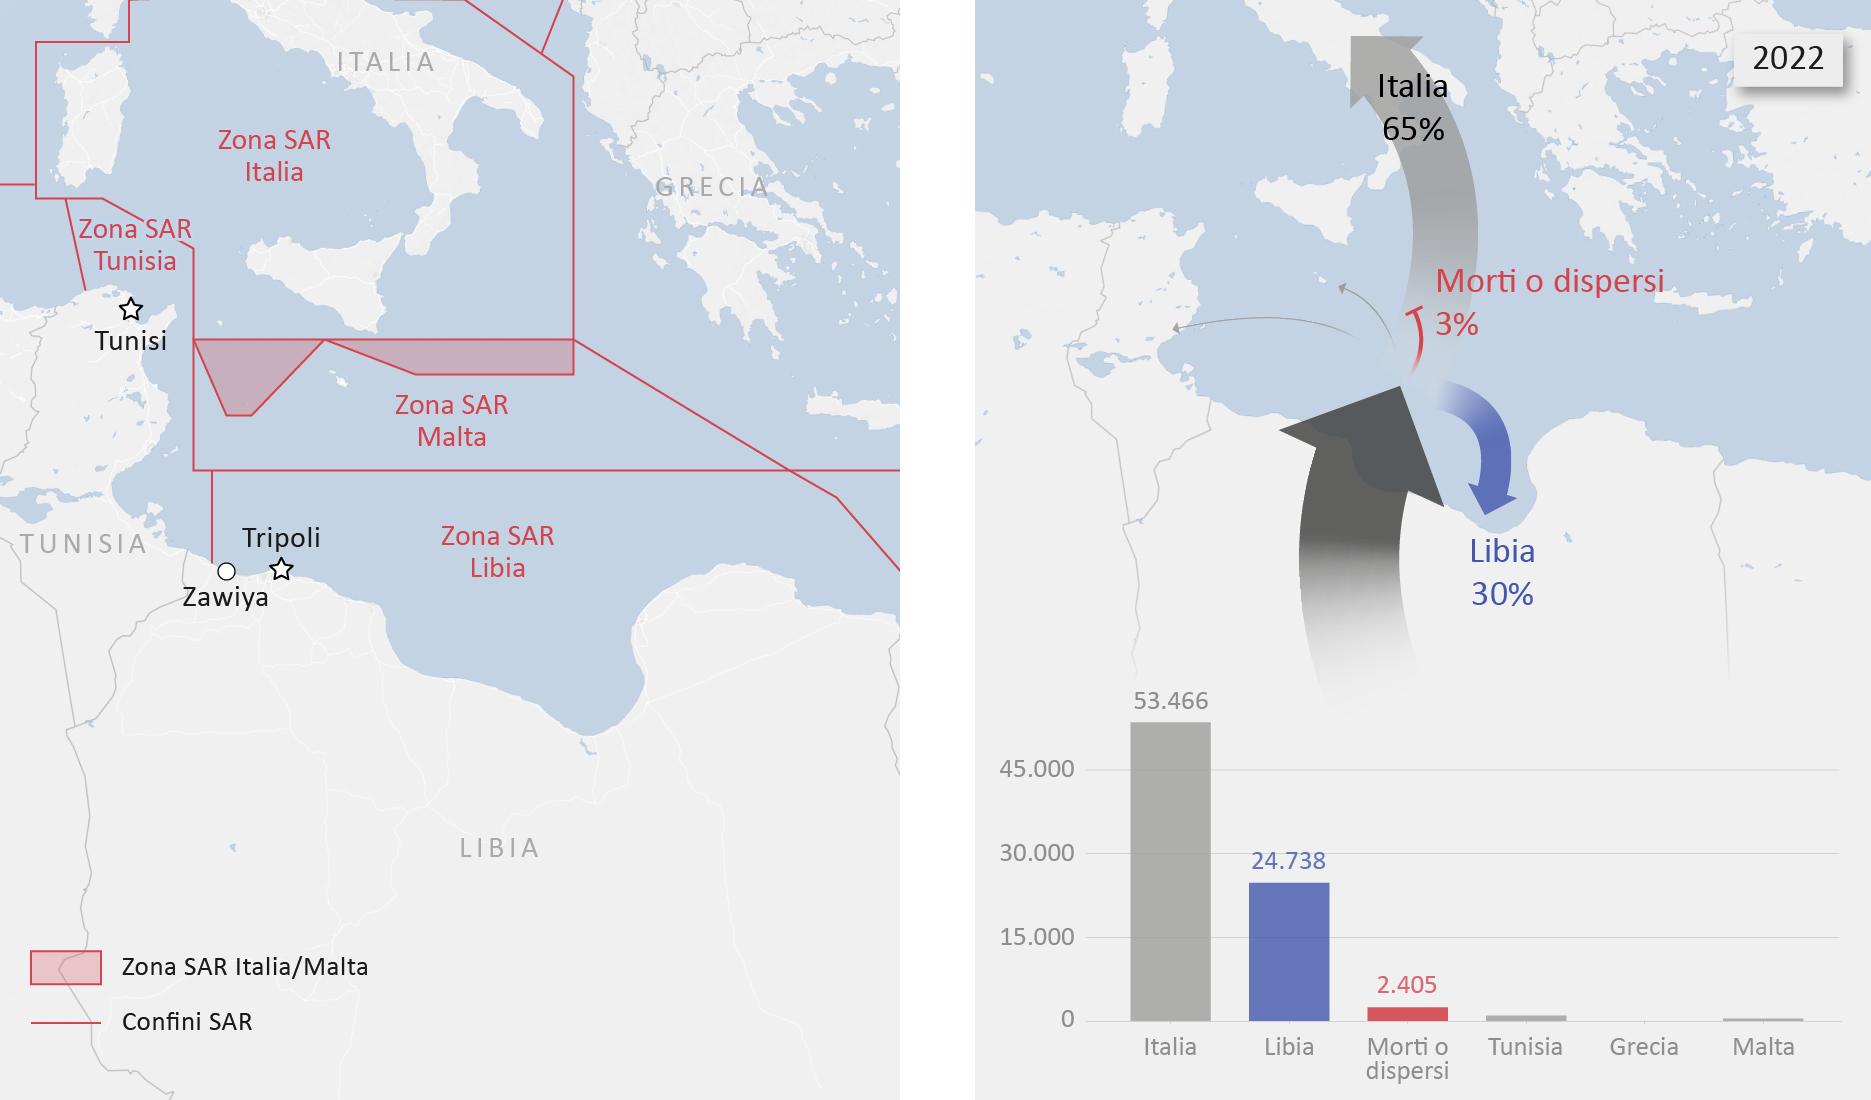 ITALIA
Zona SAR
Italia
GRECIA
Zona SAR
Tunisia
Tunisi
Zona SAR
Malta
TUNISIA
Tripoli
Zona SAR
Libia
Zawiya
LIBIA
Zona SAR Italia/Malta
Confini SAR
2022
Italia
65%
Morti o dispersi
3%
Libia
30%
53.466
45.000
30.000
24.738
15.000
2.405
0
Italia
Libia
Morti o
dispersi
Tunisia
Grecia
Malta